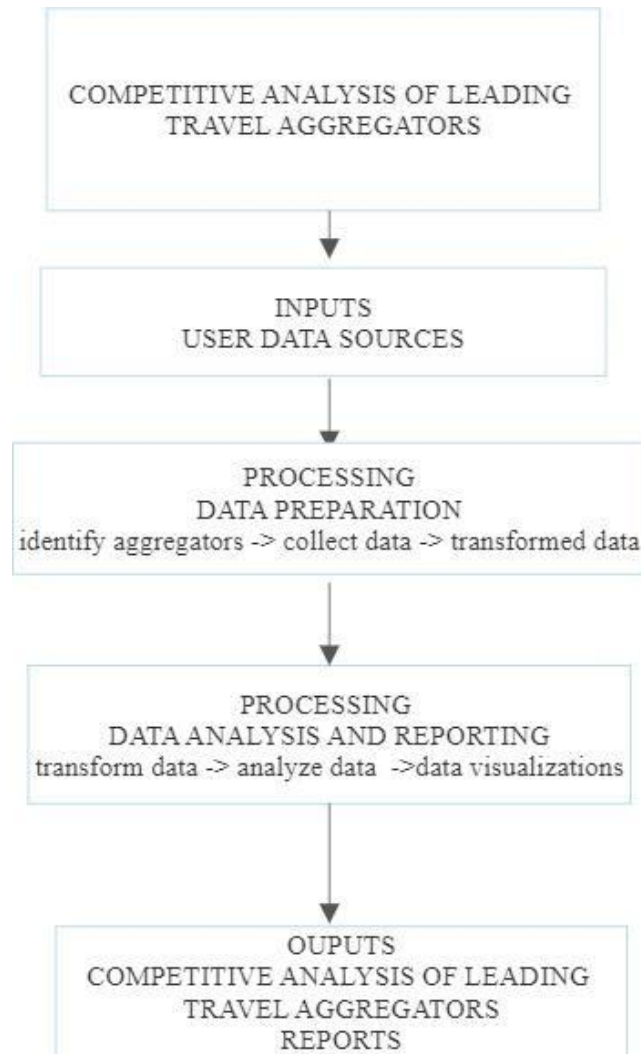 COMPETITIVE ANALYSIS OF LEADING
TRAVEL AGGREGATORS
INPUTS
USER DATA SOURCES
PROCESSING
DATA PREPARATION
identify aggregators -> collect data -> transformed data
PROCESSING
DATA ANALYSIS AND REPORTING
transform data -> analyze data ->data visualizations
OUPUTS
COMPETITIVE ANALYSIS OF LEADING
TRAVEL AGGREGATORS
REPORTS